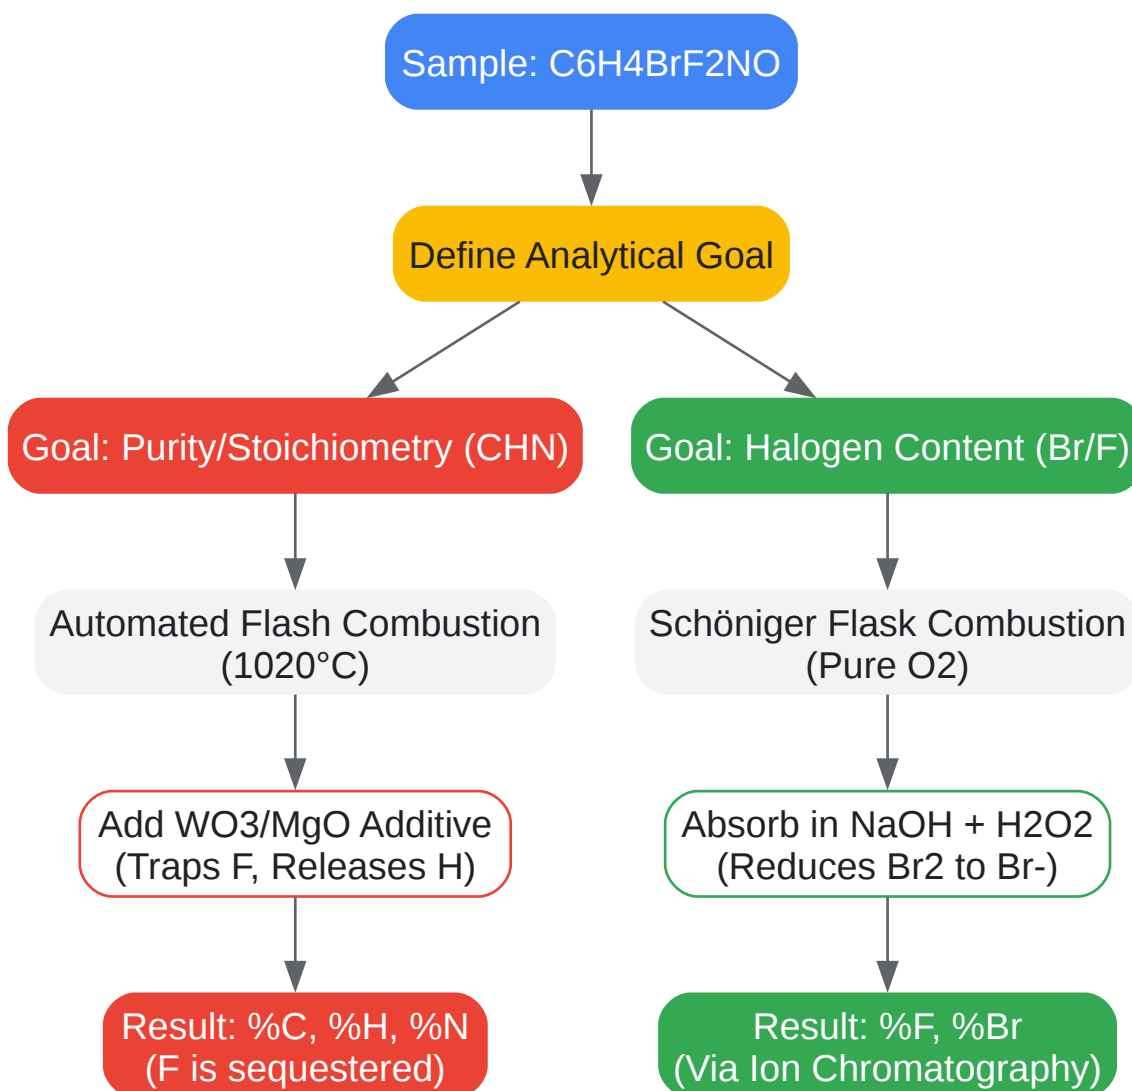 Sample: C6H4BrF2NO
Define Analytical Goal
Goal: Purity/Stoichiometry (CHN)
Goal: Halogen Content (Br/F)
Automated Flash Combustion
(1020°C)
Schöniger Flask Combustion
(Pure O2)
Add WO3/MgO Additive
(Traps F, Releases H)
Absorb in NaOH + H2O2
(Reduces Br2 to Br-)
Result: %C, %H, %N
(F is sequestered)
Result: %F, %Br
(Via Ion Chromatography)